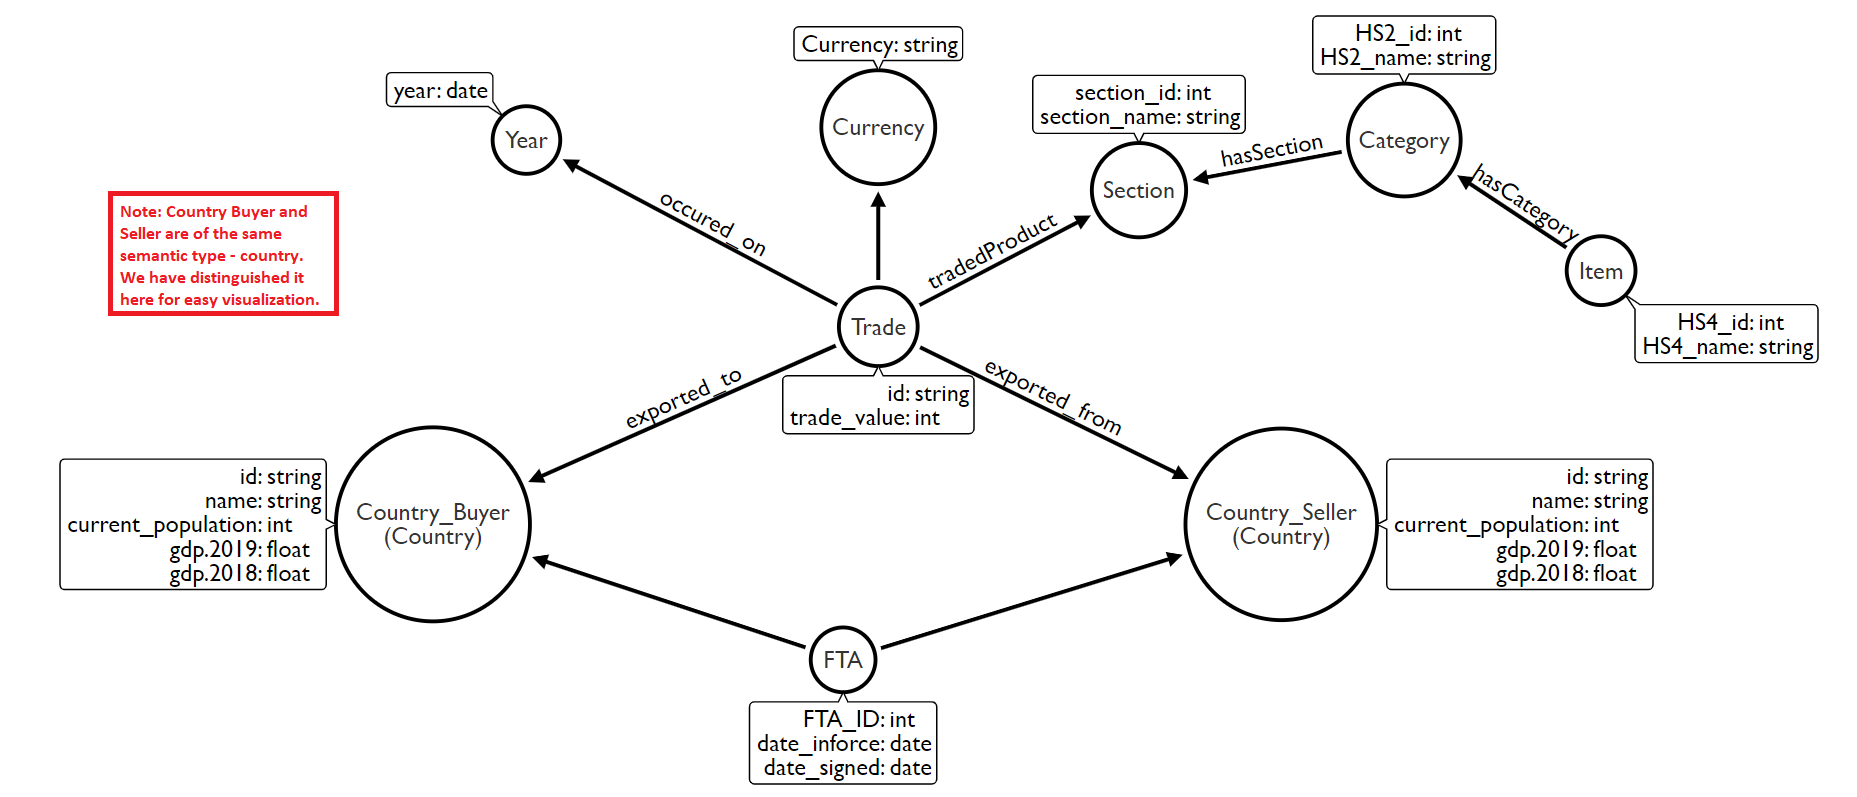 Currency: string
HS2_id: int
HS2_name: string
year: date
section_id: int
section_name: string
Year
Currency
Section
Category
hasSection
hasCategory
Item
HS4_id: int
HS4_name: string
Note: Country Buyer and
Seller are of the same
semantic type - country.
We have distinguished it
here for easy visualization.
occured_on
tradedProduct
Trade
id: string
trade_value: int
exported_to
exported_from
id: string
name: string
current_population: int
gdp.2019: float
gdp.2018: float
Country_Buyer
(Country)
Country_Seller
(Country)
id: string
name: string
current_population: int
gdp.2019: float
gdp.2018: float
FTA
FTA_ID: int
date_inforce: date
date_signed: date